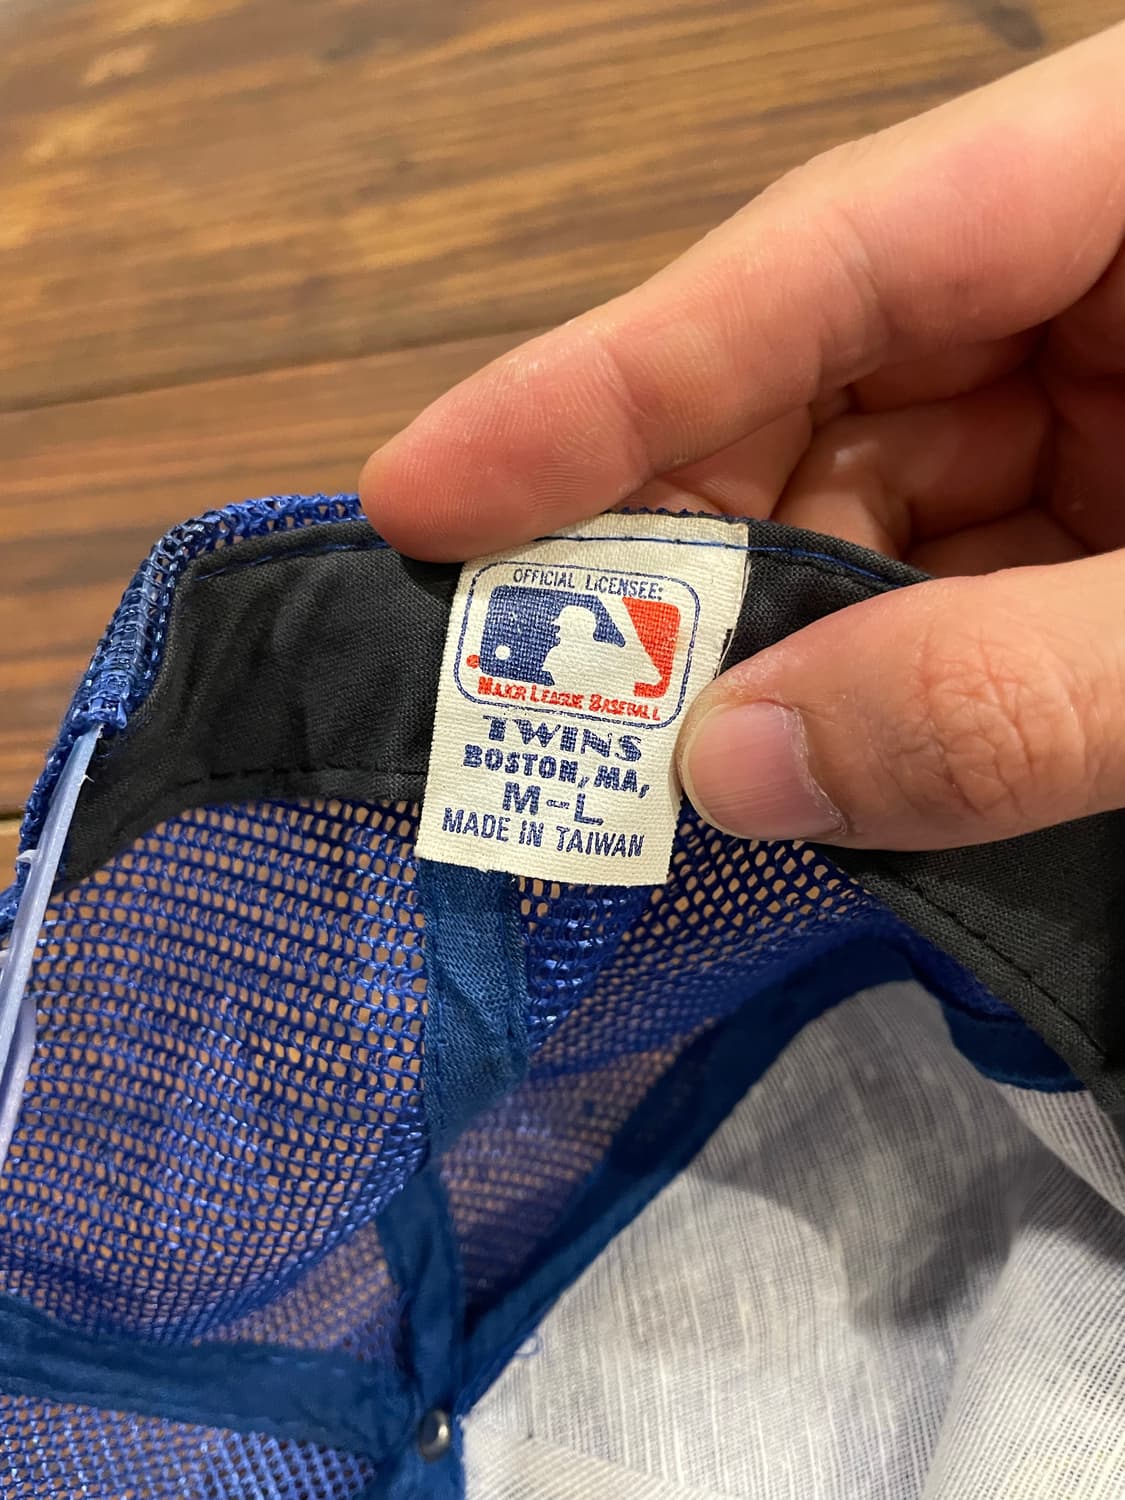 OFFICIAL LICENSEE:
MAJOR LEAGUE BASEBALL
TWINS
BOSTON, MA,
M-L
MADE IN TAIWAN